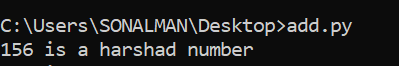 C:\Users\SONALMAN\Desktop>add.py
156 is a harshad number